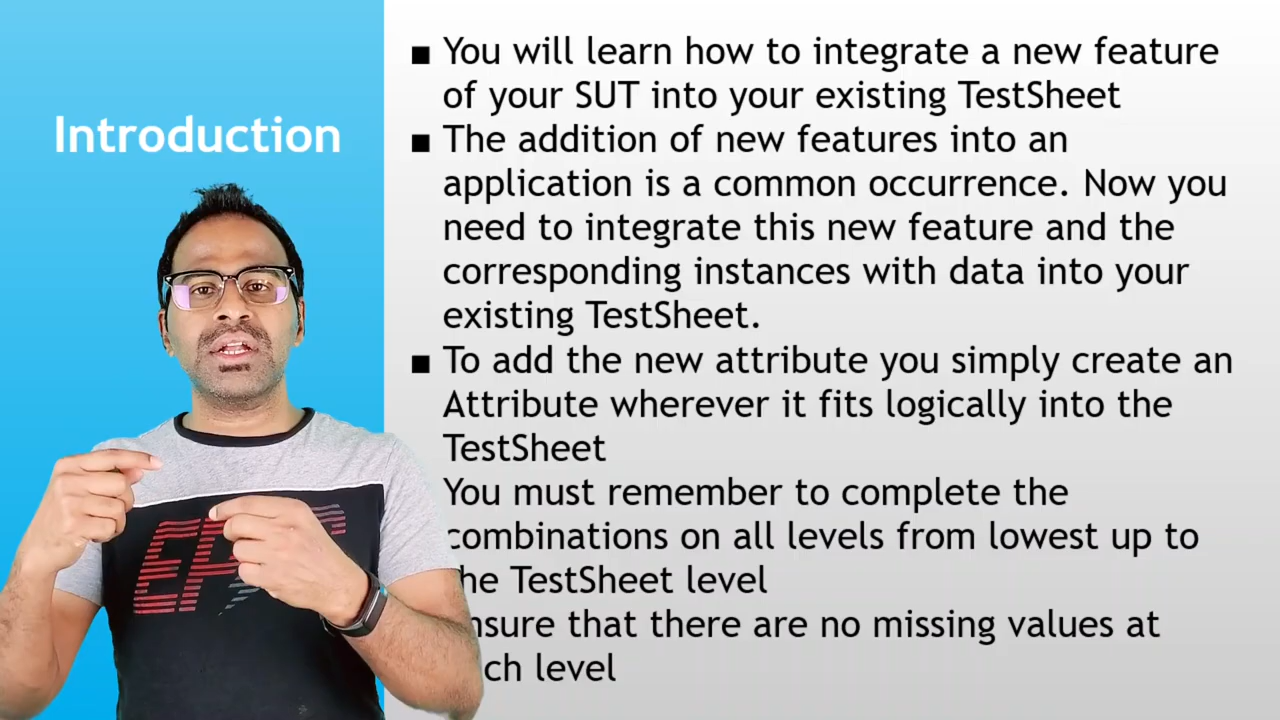 Introduction
■ You will learn how to integrate a new feature
of your SUT into your existing TestSheet
■ The addition of new features into an
application is a common occurrence. Now you
need to integrate this new feature and the
corresponding instances with data into your
existing TestSheet.
■ To add the new attribute you simply create an
Attribute wherever it fits logically into the
TestSheet
You must remember to complete the
combinations on all levels from lowest up to
the TestSheet level
that there are no missing values at
level